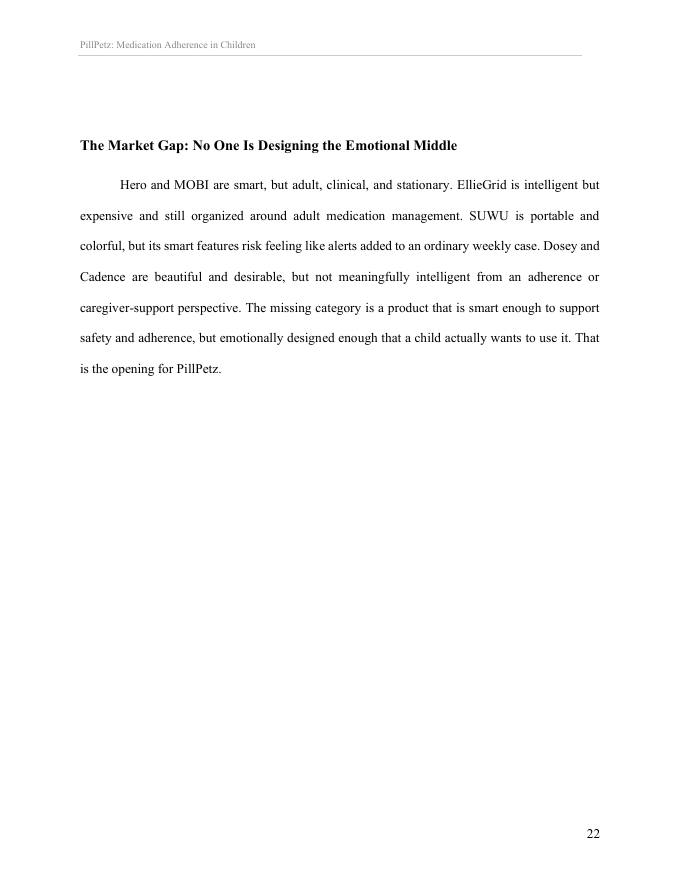 PillPetz: Medication Adherence in Children
The Market Gap: No One Is Designing the Emotional Middle
Hero and MOBI are smart, but adult, clinical, and stationary. EllieGrid is intelligent but
expensive and still organized around adult medication management. SUWU is portable and
colorful, but its smart features risk feeling like alerts added to an ordinary weekly case. Dosey and
Cadence are beautiful and desirable, but not meaningfully intelligent from an adherence or
caregiver-support perspective. The missing category is a product that is smart enough to support
safety and adherence, but emotionally designed enough that a child actually wants to use it. That
is the opening for PillPetz.
22